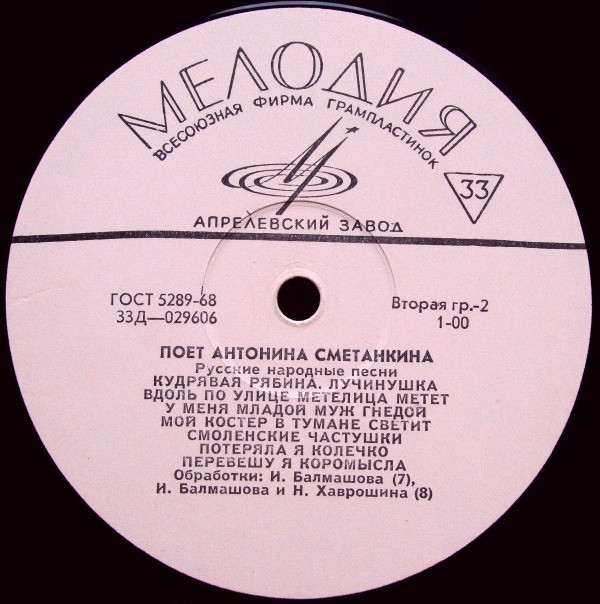 МЕЛОДИЯ
ВСЕСОЮЗНАЯ ФИРМА ГРАМПЛАСТИНОК
33
АПРЕЛЕВСКИЙ ЗАВОД
ГОСТ 5289-68
33Д—029606
Вторая гр.-2
1-00
ПОЕТ АНТОНИНА СМЕТАНКИНА
Русские народные песни
КУДРЯВАЯ РЯБИНА. ЛУЧИНУШКА
ВДОЛЬ ПО УЛИЦЕ МЕТЕЛИЦА МЕТЕТ
У МЕНЯ МЛАДОЙ МУЖ ГНЕДОЙ
МОЙ КОСТЕР В ТУМАНЕ СВЕТИТ
СМОЛЕНСКИЕ ЧАСТУШКИ
ПОТЕРЯЛА Я КОЛЕЧКО
ПЕРЕВЕШУ Я КОРОМЫСЛА
Обработки: И. Балмашова (7),
И. Балмашова и Н. Хаврошина (8)